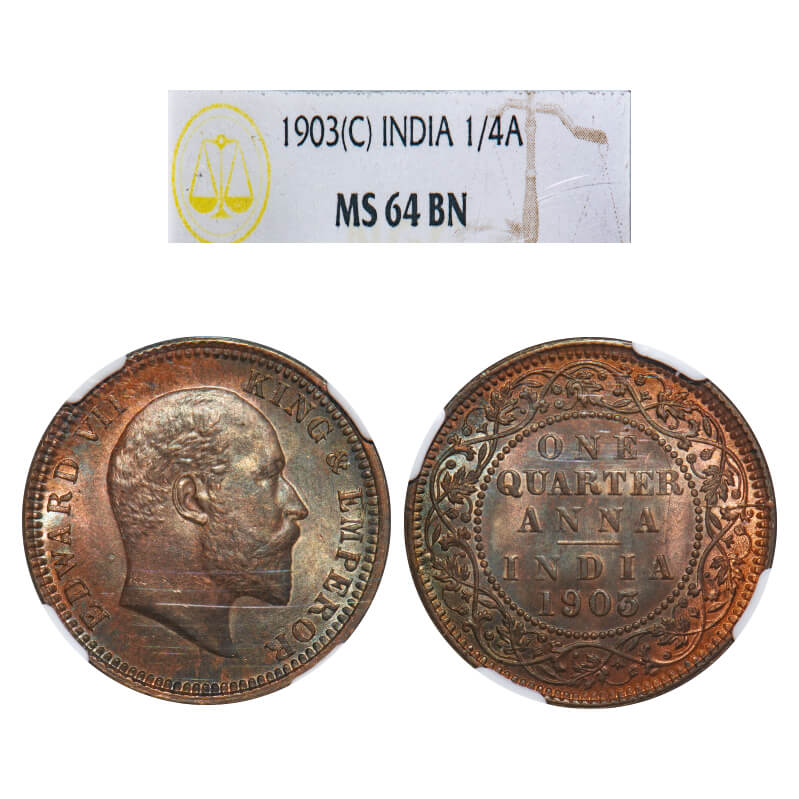 1903(C) INDIA 1/4A
MS 64 BN
EDWARD VII KING & EMPEROR
ONE
QUARTER
ANNA
INDIA
1903